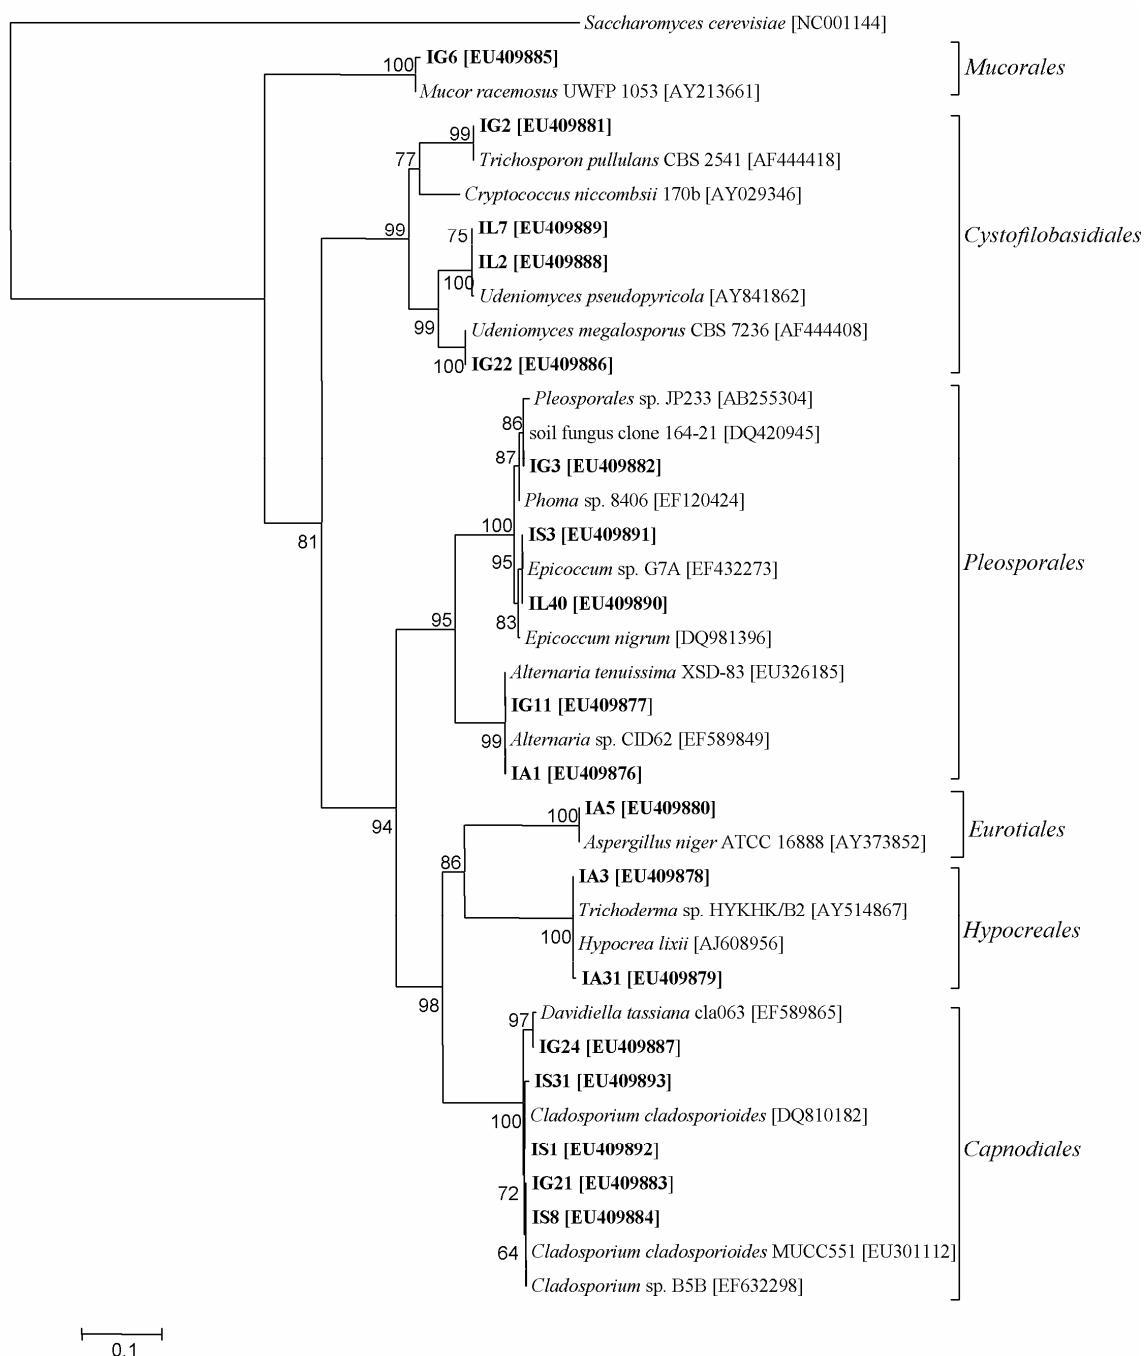 Saccharomyces cerevisiae [NC001144]
IG6 [EU409885]
100
Mucorales
Mucor racemosus UWFP 1053 [AY213661]
IG2 [EU409881]
99
Trichosporon pullulans CBS 2541 [AF444418]
77
Cryptococcus niccombsii 170b [AY029346]
IL7 [EU409889]
99
75
Cystofilobasidiales
IL2 [EU409888]
100
Udeniomyces pseudopyricola [AY841862]
99
Udeniomyces megalosporus CBS 7236 [AF444408]
100
IG22 [EU409886]
Pleosporales sp. JP233 [AB255304]
86
soil fungus clone 164-21 [DQ420945]
87
IG3 [EU409882]
Phoma sp. 8406 [EF120424]
100
IS3 [EU409891]
81
95
Pleosporales
Epicoccum sp. G7A [EF432273]
IL40 [EU409890]
95
83
Epicoccum nigrum [DQ981396]
Alternaria tenuissima XSD-83 [EU326185]
IG11 [EU409877]
99
Alternaria sp. CID62 [EF589849]
IA1 [EU409876]
IA5 [EU409880]
100
94
Eurotiales
Aspergillus niger ATCC 16888 [AY373852]
86
IA3 [EU409878]
Trichoderma sp. HYKHK/B2 [AY514867]
100
Hypocreales
Hypocrea lixii [AJ608956]
IA31 [EU409879]
98
Davidiella tassiana cla063 [EF589865]
97
IG24 [EU409887]
IS31 [EU409893]
100
Cladosporium cladosporioides [DQ810182]
IS1 [EU409892]
Capnodiales
IG21 [EU409883]
72
IS8 [EU409884]
64
Cladosporium cladosporioides MUCC551 [EU301112]
Cladosporium sp. B5B [EF632298]
0.1